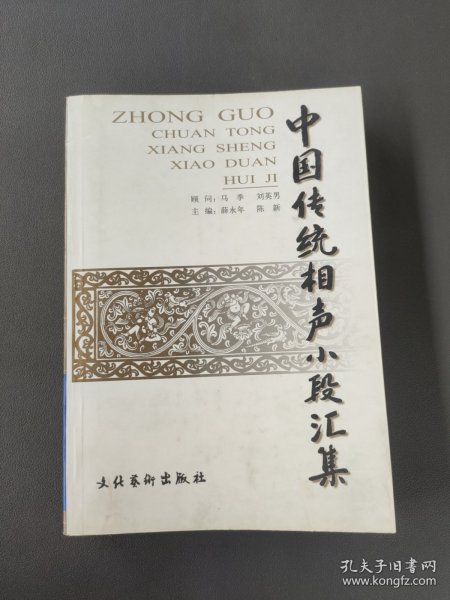 ZHONG GUO
CHUAN TONG
XIANG SHENG
XIAO DUAN
HUI JI
顾 问：马 季 刘英男
主 编：薛永年 陈 新
中国传统相声小段汇集
文化艺術出版社
孔夫子旧书网
www.kongfz.com